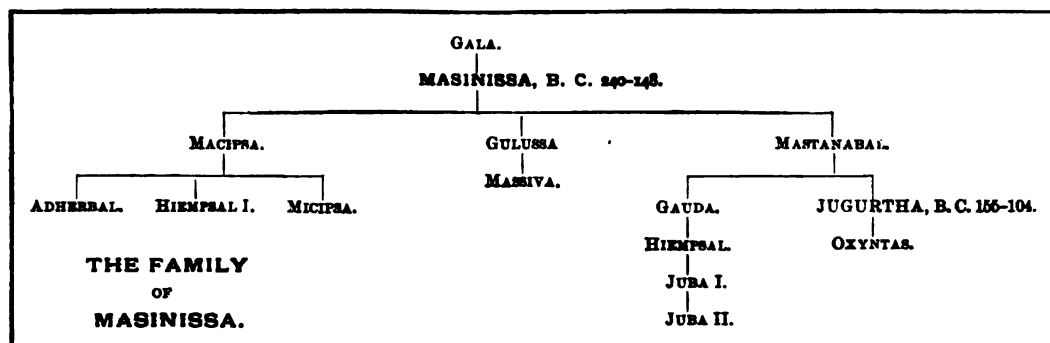 GALA.
MASINISSA, B. C. 240-148.
MACIPSA. GULUSSA MASTANABAL.
MASSIVA.
ADHERBAL. HIEMPSAL I. MICIPSA. GAUDA. JUGURTHA, B. C. 155-104.
HIEMPSAL. OXYNTAS.
THE FAMILY
OF
MASINISSA.
JUBA I.
JUBA II.